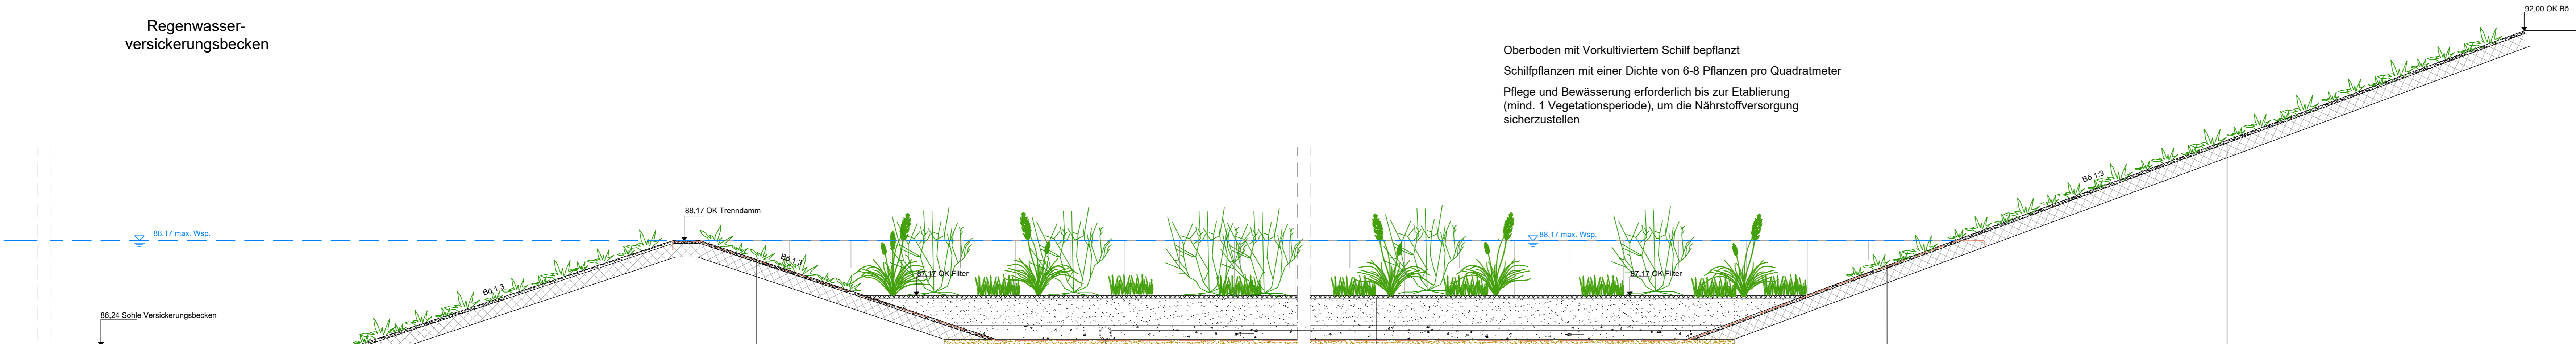 Regenwasser-
versickerungsbecken
92,00 OK Bö
Oberboden mit Vorkultiviertem Schilf bepflanzt
Schilfpflanzen mit einer Dichte von 6-8 Pflanzen pro Quadratmeter
Pflege und Bewässerung erforderlich bis zur Etablierung
(mind. 1 Vegetationsperiode), um die Nährstoffversorgung
sicherzustellen
Bö 1:3
88,17 OK Trenndamm
88,17 max. Wsp.
88,17 max. Wsp.
Bö 1:3
87,17 OK Filter
87,17 OK Filter
Bö 1:3
86,24 Sohle Versickerungsbecken